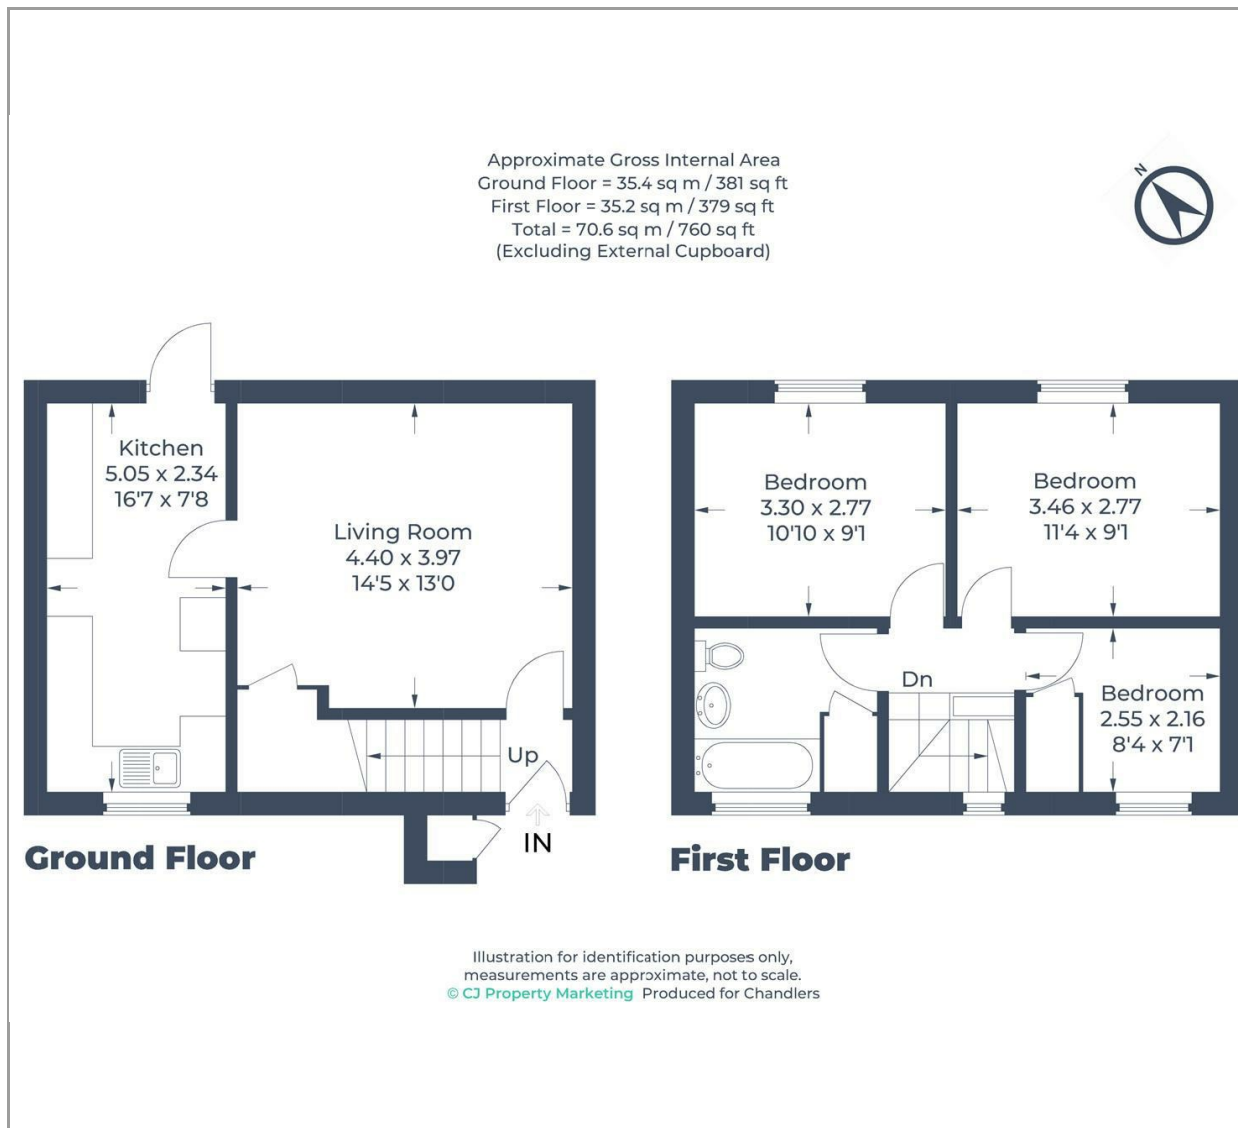 Approximate Gross Internal Area
Ground Floor = 35.4 sq m / 381 sq ft
First Floor = 35.2 sq m / 379 sq ft
Total = 70.6 sq m / 760 sq ft
(Excluding External Cupboard)
N
Kitchen
5.05 x 2.34
16'7 x 7'8
Living Room
4.40 x 3.97
14'5 x 13'0
Up
IN
Ground Floor
Bedroom
3.30 x 2.77
10'10 x 9'1
Bedroom
3.46 x 2.77
11'4 x 9'1
Dn
Bedroom
2.55 x 2.16
8'4 x 7'1
First Floor
Illustration for identification purposes only,
measurements are approximate, not to scale.
© CJ Property Marketing Produced for Chandlers